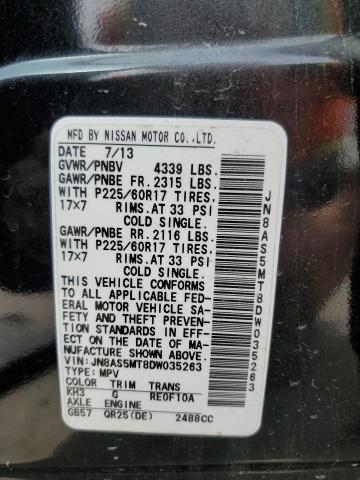 MFD BY NISSAN MOTOR CO.,LTD.
DATE 7/13
GVWR/PNBV 4339 LBS.
GAWR/PNBE FR.2315 LBS.
WITH P225/60R17 TIRES,
17x7 RIMS.AT 33 PSI
COLD SINGLE.
GAWR/PNBE RR.2116 LBS.
WITH P225/60R17 TIRES,
17x7 RIMS.AT 33 PSI
COLD SINGLE.
THIS VEHICLE CONFORMS
TO ALL APPLICABLE FED-
ERAL MOTOR VEHICLE SA-
FETY AND THEFT PREVEN-
TION STANDARDS IN EFF-
ECT ON THE DATE OF MA-
NUFACTURE SHOWN ABOVE.
JN8AS5MT8DW035263
TYPE: MPV
COLOR TRIM TRANS
KH3 G RE0F10A
AXLE ENGINE
GB57 QR25(DE) 2488CC
JN8AS5MT8DW035263